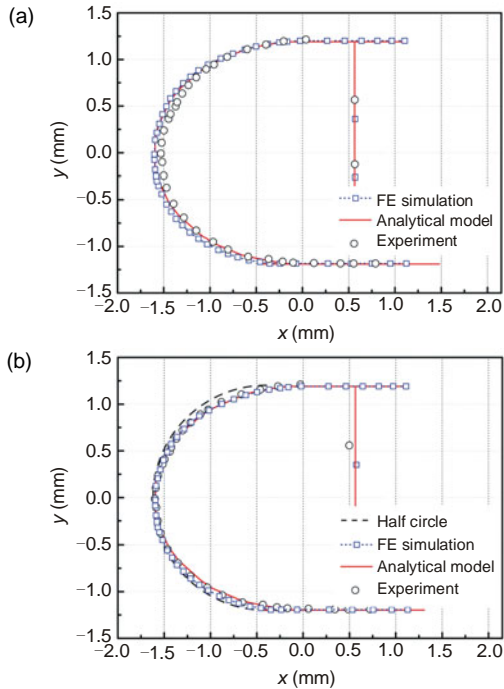 (a)
1.5
1.0
0.5
0.0
−0.5
−1.0
−1.5
y (mm)
FE simulation
Analytical model
Experiment
−2.0 −1.5 −1.0 −0.5 0.0 0.5 1.0 1.5 2.0
x (mm)
(b)
1.5
1.0
0.5
0.0
−0.5
−1.0
−1.5
y (mm)
Half circle
FE simulation
Analytical model
Experiment
−2.0 −1.5 −1.0 −0.5 0.0 0.5 1.0 1.5 2.0
x (mm)